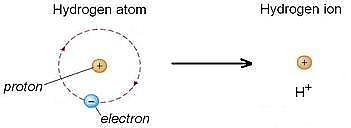 Hydrogen atom
Hydrogen ion
+
+
proton
H⁺
−
electron